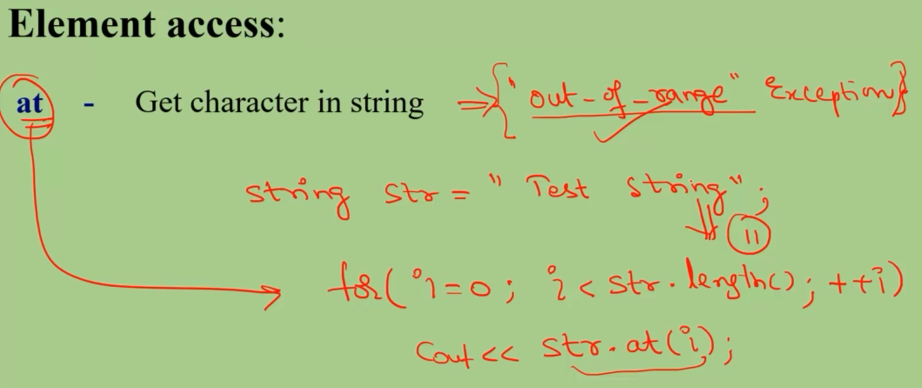 Element access:
at - Get character in string => { "out-of-range" Exception }
string str = " Test string" ;
11
for( i=0 ; i < str.length() ; ++i)
cout << str.at(i) ;